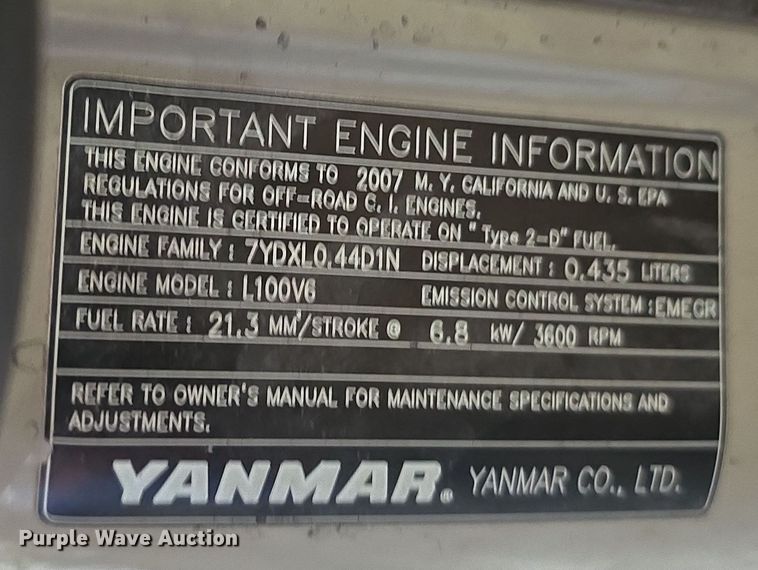 IMPORTANT ENGINE INFORMATION
THIS ENGINE CONFORMS TO 2007 M. Y. CALIFORNIA AND U. S. EPA
REGULATIONS FOR OFF-ROAD C. I. ENGINES.
THIS ENGINE IS CERTIFIED TO OPERATE ON "Type 2-D" FUEL.
ENGINE FAMILY : 7YDXL0.44D1N DISPLACEMENT : 0.435 LITERS
ENGINE MODEL : L100V6 EMISSION CONTROL SYSTEM : EMEGR
FUEL RATE : 21.3 MM³/STROKE @ 6.8 kW/ 3600 RPM
REFER TO OWNER'S MANUAL FOR MAINTENANCE SPECIFICATIONS AND
ADJUSTMENTS.
YANMAR. YANMAR CO., LTD.
Purple Wave Auction